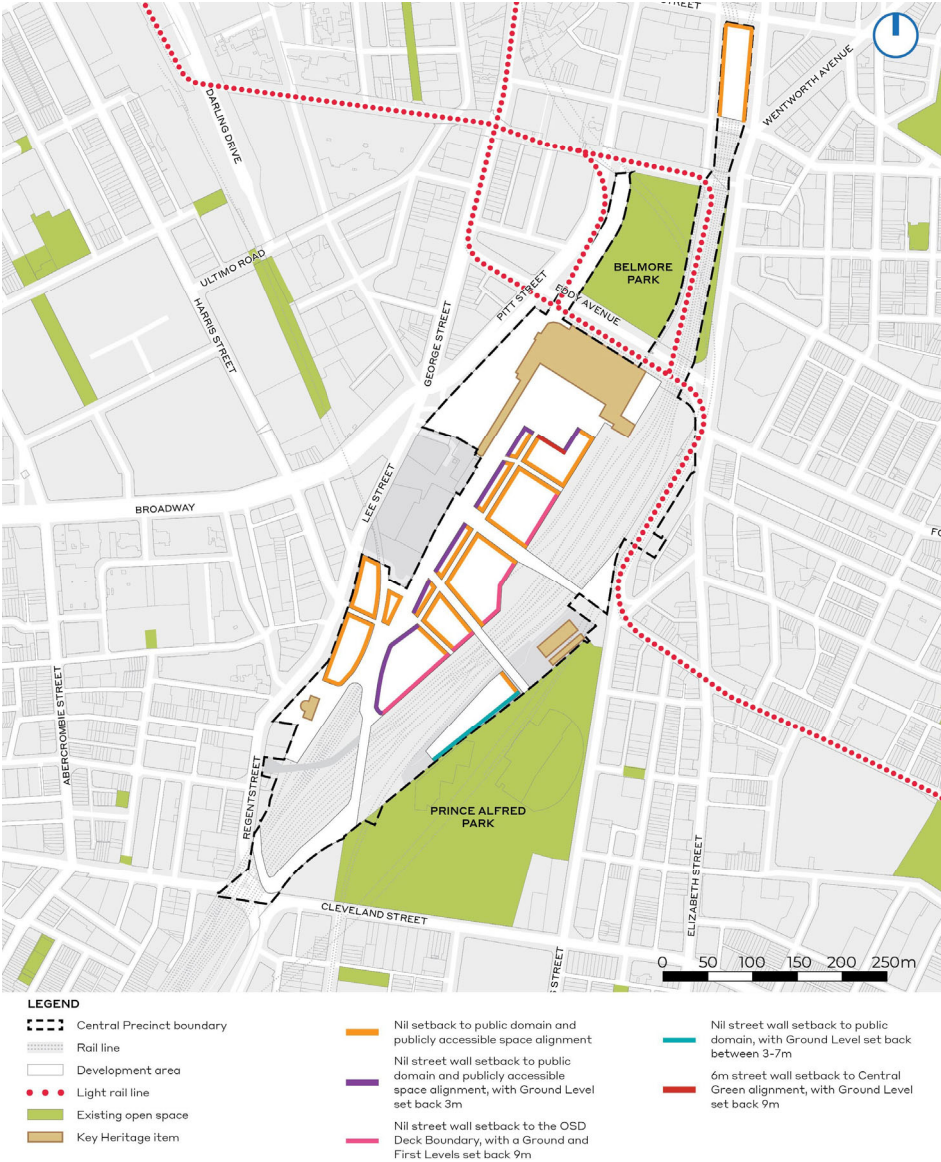 STREET
WENTWORTH AVENUE
DARLING DRIVE
ULTIMO ROAD
HARRIS STREET
BELMORE
PARK
PITT STREET
EDDY AVENUE
GEORGE STREET
LEE STREET
BROADWAY
FO
ABERCROMBIE STREET
REGENT STREET
PRINCE ALFRED
PARK
ELIZABETH STREET
CLEVELAND STREET
S STREET
0 50 100 150 200 250m
LEGEND
Central Precinct boundary
Rail line
Development area
Light rail line
Existing open space
Key Heritage item
Nil setback to public domain and
publicly accessible space alignment
Nil street wall setback to public
domain and publicly accessible
space alignment, with Ground Level
set back 3m
Nil street wall setback to the OSD
Deck Boundary, with a Ground and
First Levels set back 9m
Nil street wall setback to public
domain, with Ground Level set back
between 3-7m
6m street wall setback to Central
Green alignment, with Ground Level
set back 9m